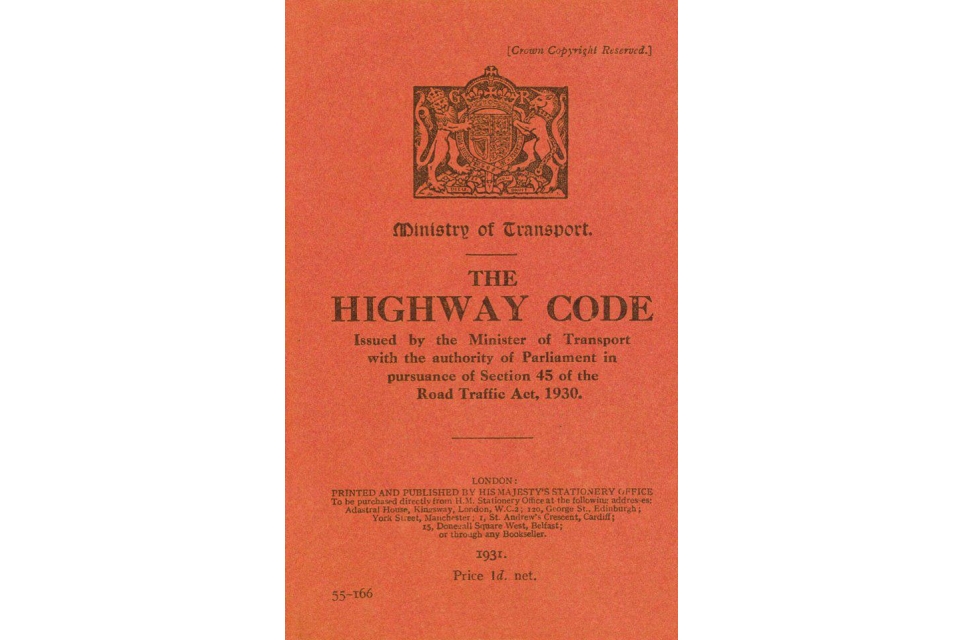 [Crown Copyright Reserved.]
G R
Ministry of Transport.
THE
HIGHWAY CODE
Issued by the Minister of Transport
with the authority of Parliament in
pursuance of Section 45 of the
Road Traffic Act, 1930.
LONDON:
PRINTED AND PUBLISHED BY HIS MAJESTY'S STATIONERY OFFICE
To be purchased directly from H.M. Stationery Office at the following addresses:
Adastral House, Kingsway, London, W.C.2; 120, George St., Edinburgh;
York Street, Manchester; 1, St. Andrew's Crescent, Cardiff;
15, Donegall Square West, Belfast;
or through any Bookseller.
1931.
Price 1d. net.
55-166